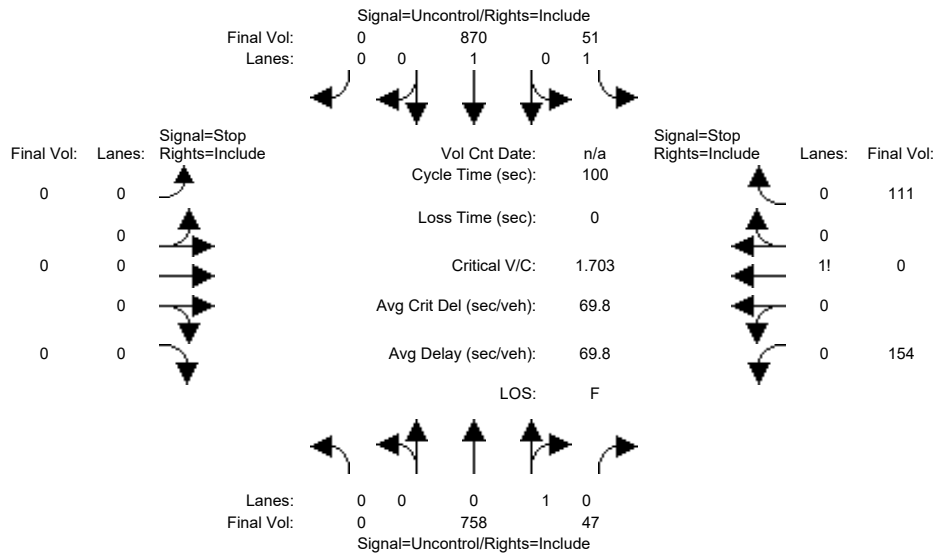 Signal=Uncontrol/Rights=Include
Final Vol: 0 870 51
Lanes: 0 0 1 0 1
Signal=Stop Signal=Stop
Final Vol: Lanes: Rights=Include Vol Cnt Date: n/a Rights=Include Lanes: Final Vol:
Cycle Time (sec): 100
0 0 0 111
Loss Time (sec): 0
0 0
0 0 Critical V/C: 1.703 1! 0
0 Avg Crit Del (sec/veh): 69.8 0
0 0 Avg Delay (sec/veh): 69.8 0 154
LOS: F
Lanes: 0 0 0 1 0
Final Vol: 0 758 47
Signal=Uncontrol/Rights=Include